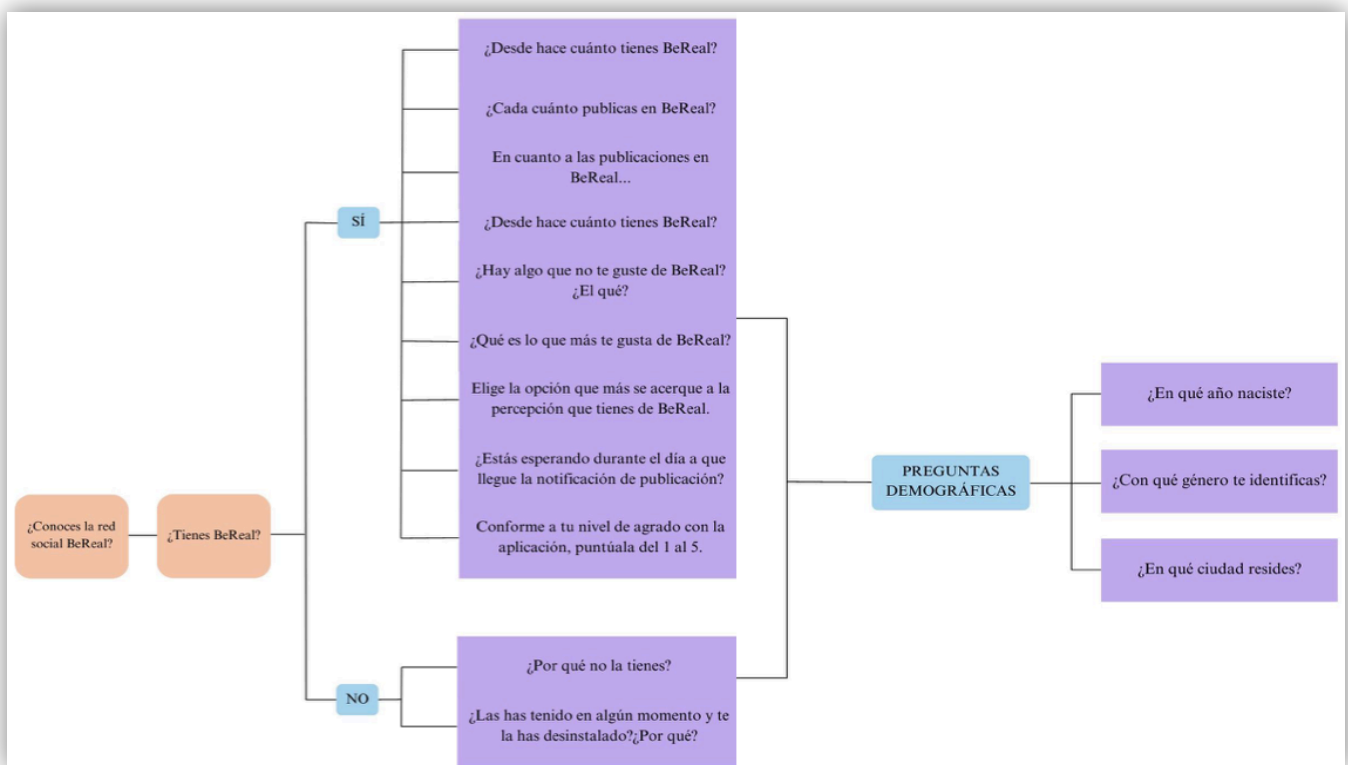 ¿Conoces la red
social BeReal?
¿Tienes BeReal?
SÍ
¿Desde hace cuánto tienes BeReal?
¿Cada cuánto publicas en BeReal?
En cuanto a las publicaciones en
BeReal...
¿Desde hace cuánto tienes BeReal?
¿Hay algo que no te guste de BeReal?
¿El qué?
¿Qué es lo que más te gusta de BeReal?
Elige la opción que más se acerque a la
percepción que tienes de BeReal.
¿Estás esperando durante el día a que
llegue la notificación de publicación?
Conforme a tu nivel de agrado con la
aplicación, puntúala del 1 al 5.
NO
¿Por qué no la tienes?
¿Las has tenido en algún momento y te
la has desinstalado?¿Por qué?
PREGUNTAS
DEMOGRÁFICAS
¿En qué año naciste?
¿Con qué género te identificas?
¿En qué ciudad resides?